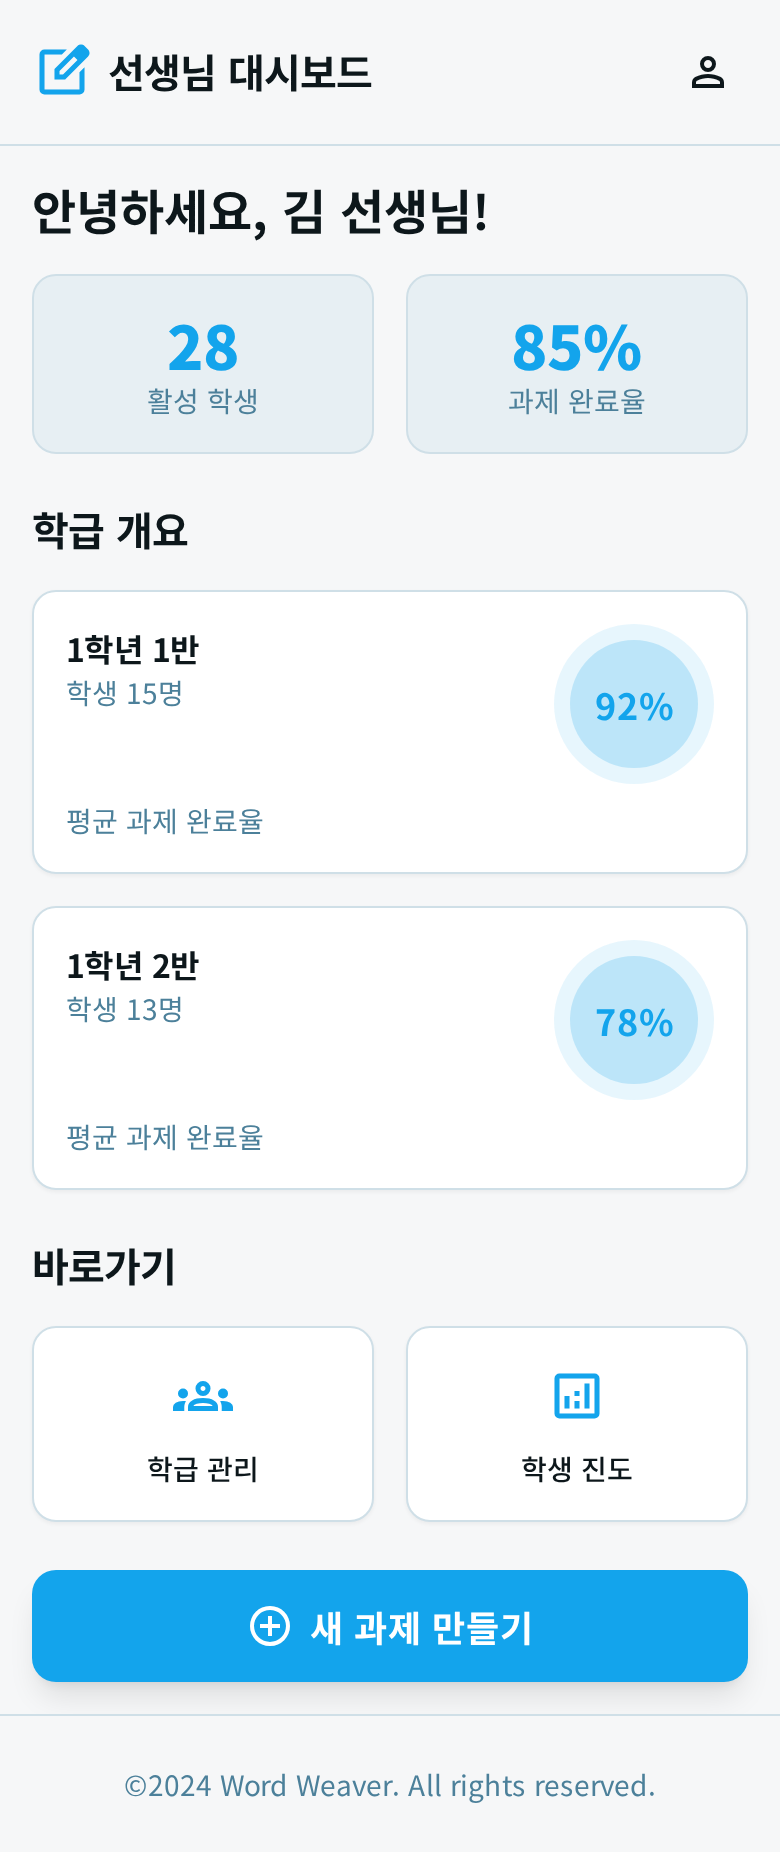 선생님 대시보드
안녕하세요, 김 선생님!
28
활성 학생
85%
과제 완료율
학급 개요
1학년 1반
학생 15명
92%
평균 과제 완료율
1학년 2반
학생 13명
78%
평균 과제 완료율
바로가기
학급 관리
학생 진도
새 과제 만들기
©2024 Word Weaver. All rights reserved.